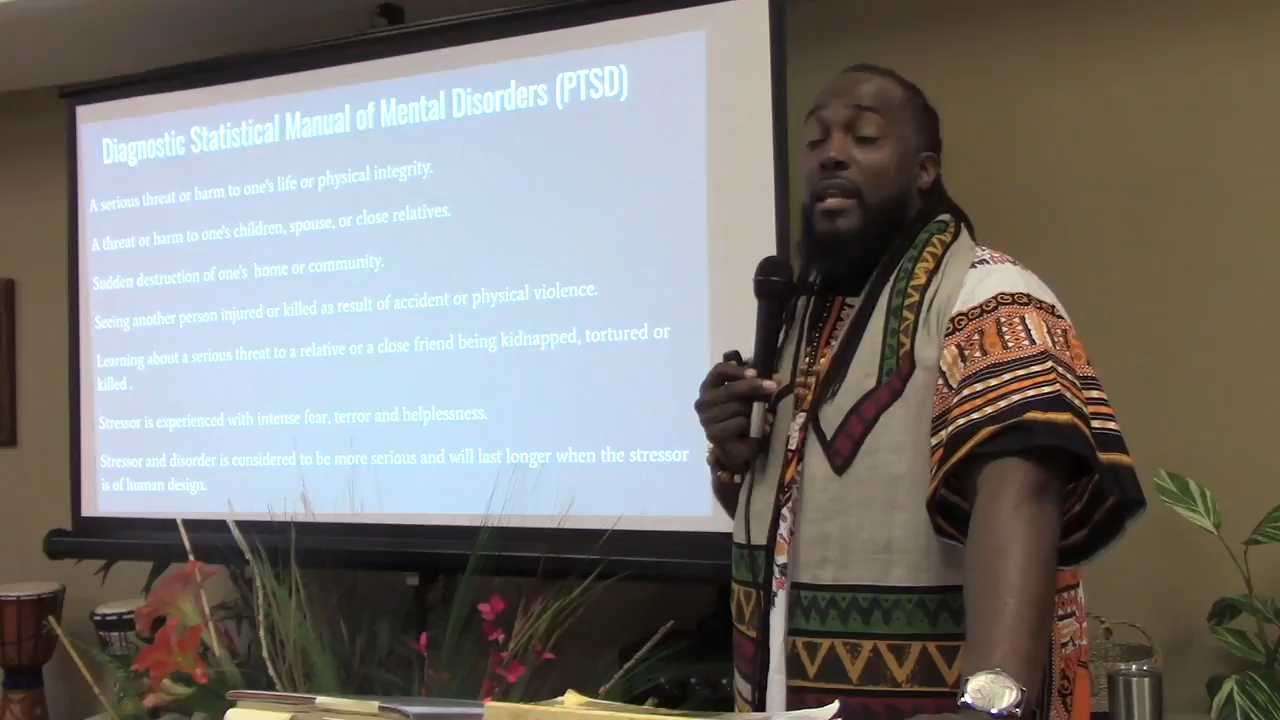 Diagnostic Statistical Manual of Mental Disorders (PTSD)
A serious threat or harm to one's life or physical integrity.
A threat or harm to one's children, spouse, or close relatives.
Sudden destruction of one's home or community.
Seeing another person injured or killed as result of accident or physical violence.
Learning about a serious threat to a relative or a close friend being kidnapped, tortured or
killed .
Stressor is experienced with intense fear, terror and helplessness.
Stressor and disorder is considered to be more serious and will last longer when the stressor
is of human design.